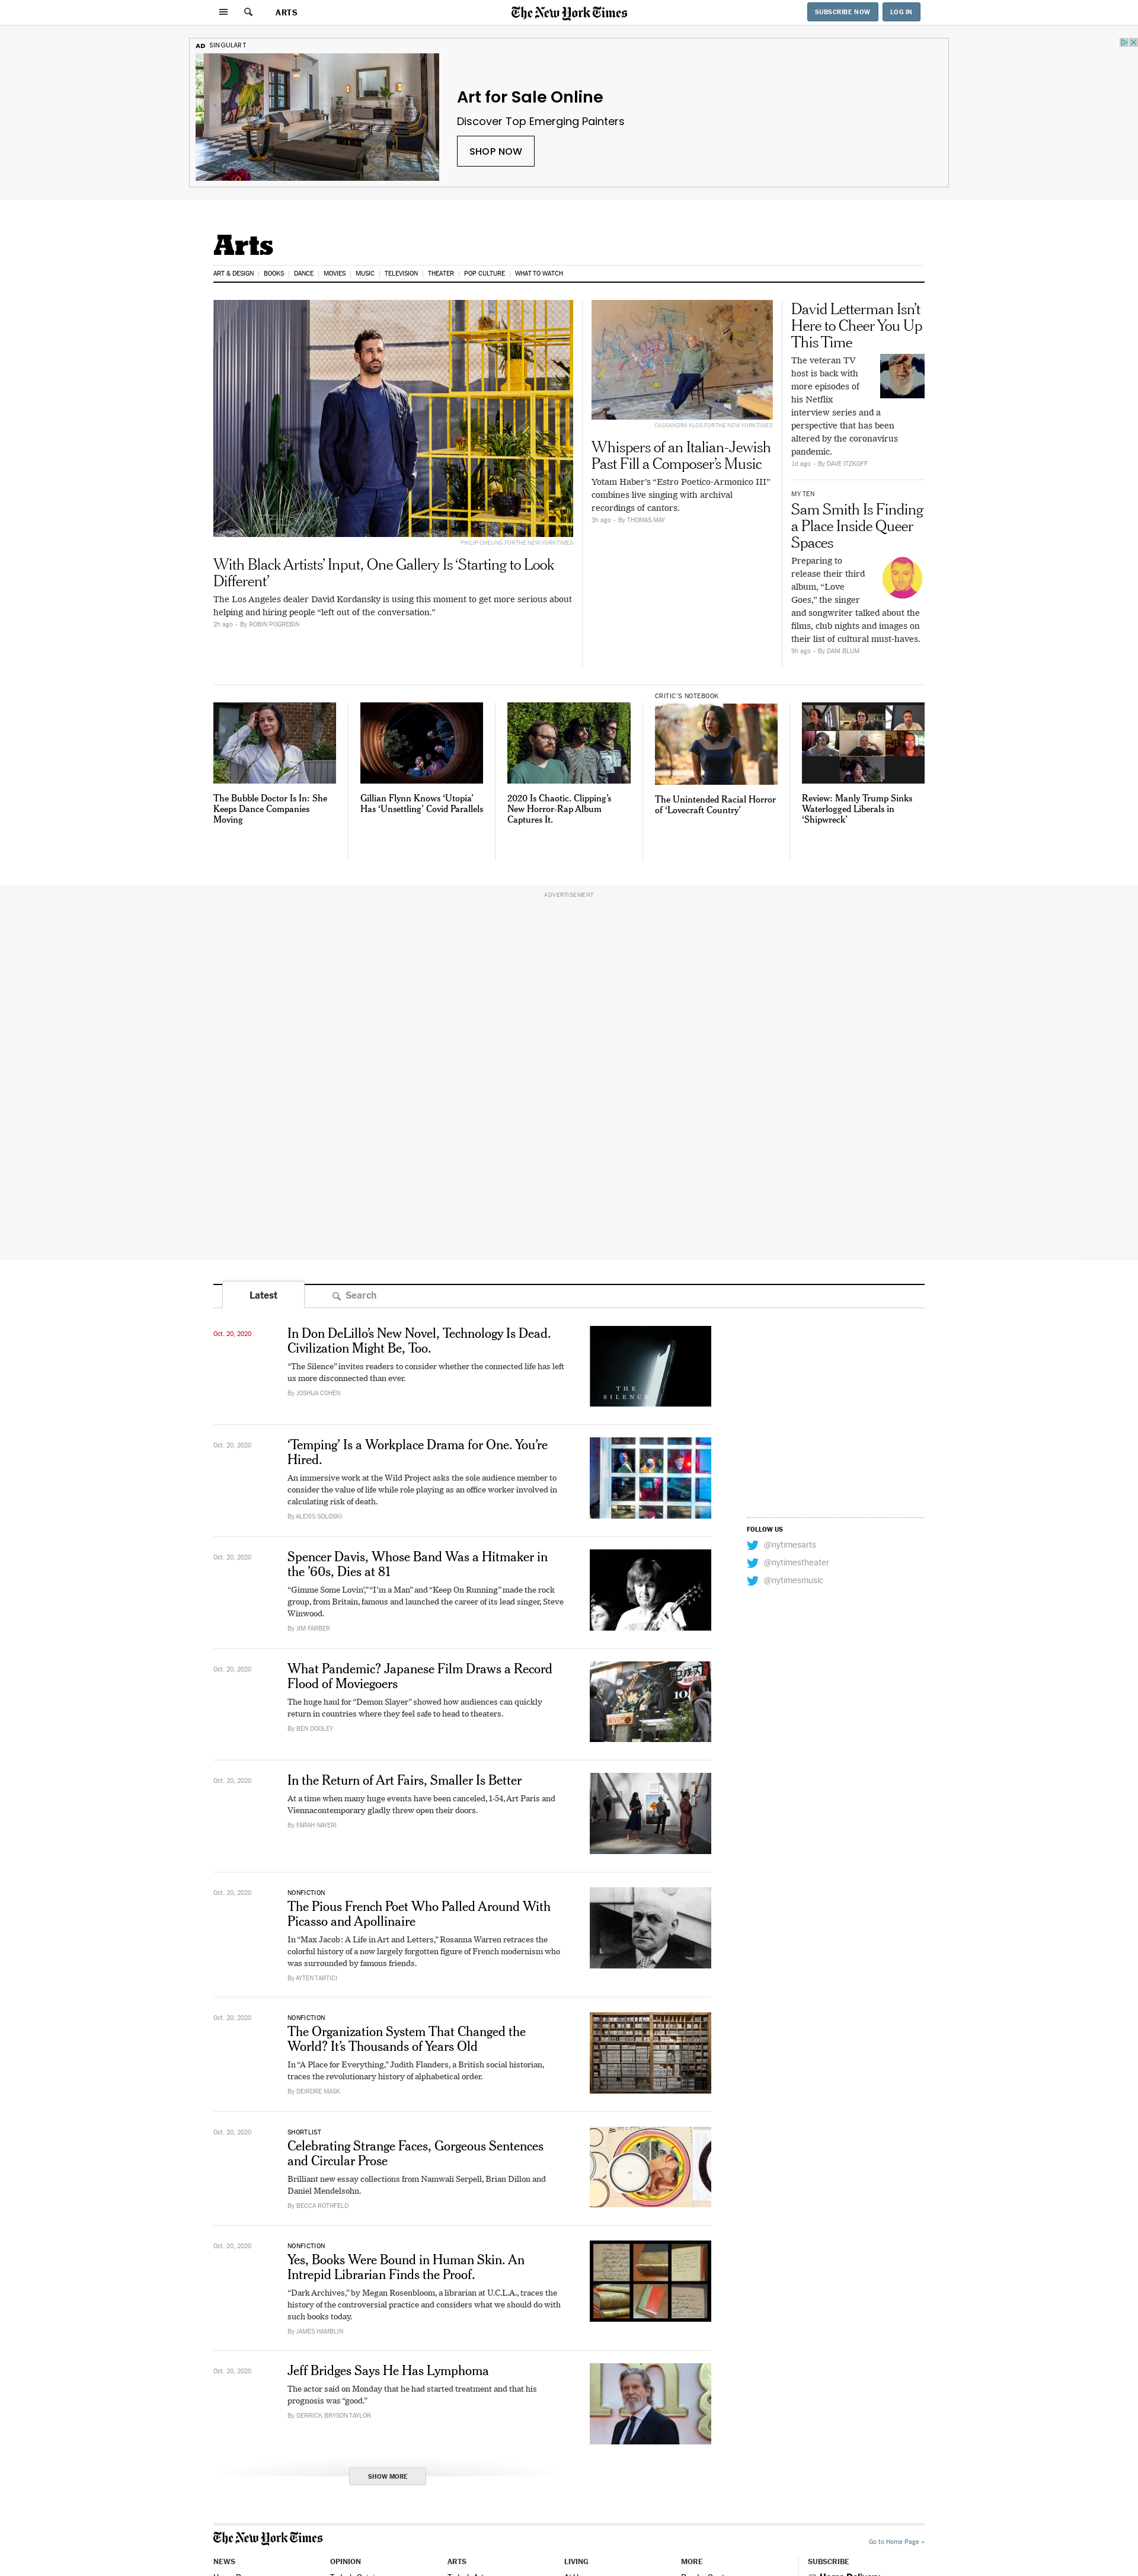 ARTS
The New York Times
SUBSCRIBE NOW
LOG IN
AD SINGULART
Art for Sale Online
Discover Top Emerging Painters
SHOP NOW
Arts
ART & DESIGN
BOOKS
DANCE
MOVIES
MUSIC
TELEVISION
THEATER
POP CULTURE
WHAT TO WATCH
PHILIP CHEUNG FOR THE NEW YORK TIMES
With Black Artists’ Input, One Gallery Is ‘Starting to Look
Different’
The Los Angeles dealer David Kordansky is using this moment to get more serious about
helping and hiring people “left out of the conversation.”
2h ago • By ROBIN POGREBIN
CASSANDRA KLOS FOR THE NEW YORK TIMES
Whispers of an Italian-Jewish
Past Fill a Composer’s Music
Yotam Haber’s “Estro Poetico-Armonico III”
combines live singing with archival
recordings of cantors.
3h ago • By THOMAS MAY
David Letterman Isn’t
Here to Cheer You Up
This Time
The veteran TV
host is back with
more episodes of
his Netflix
interview series and a
perspective that has been
altered by the coronavirus
pandemic.
1d ago • By DAVE ITZKOFF
MY TEN
Sam Smith Is Finding
a Place Inside Queer
Spaces
Preparing to
release their third
album, “Love
Goes,” the singer
and songwriter talked about the
films, club nights and images on
their list of cultural must-haves.
9h ago • By DANI BLUM
The Bubble Doctor Is In: She
Keeps Dance Companies
Moving
Gillian Flynn Knows ‘Utopia’
Has ‘Unsettling’ Covid Parallels
2020 Is Chaotic. Clipping’s
New Horror-Rap Album
Captures It.
CRITIC’S NOTEBOOK
The Unintended Racial Horror
of ‘Lovecraft Country’
Review: Manly Trump Sinks
Waterlogged Liberals in
‘Shipwreck’
ADVERTISEMENT
Latest
Search
Oct. 20, 2020
In Don DeLillo’s New Novel, Technology Is Dead.
Civilization Might Be, Too.
“The Silence” invites readers to consider whether the connected life has left
us more disconnected than ever.
By JOSHUA COHEN
THE
SILENCE
Oct. 20, 2020
‘Temping’ Is a Workplace Drama for One. You’re
Hired.
An immersive work at the Wild Project asks the sole audience member to
consider the value of life while role playing as an office worker involved in
calculating risk of death.
By ALEXIS SOLOSKI
FOLLOW US
@nytimesarts
@nytimestheater
@nytimesmusic
Oct. 20, 2020
Spencer Davis, Whose Band Was a Hitmaker in
the ’60s, Dies at 81
“Gimme Some Lovin’,” “I’m a Man” and “Keep On Running” made the rock
group, from Britain, famous and launched the career of its lead singer, Steve
Winwood.
By JIM FARBER
Oct. 20, 2020
What Pandemic? Japanese Film Draws a Record
Flood of Moviegoers
The huge haul for “Demon Slayer” showed how audiences can quickly
return in countries where they feel safe to head to theaters.
By BEN DOOLEY
Oct. 20, 2020
In the Return of Art Fairs, Smaller Is Better
At a time when many huge events have been canceled, 1-54, Art Paris and
Viennacontemporary gladly threw open their doors.
By FARAH NAYERI
Oct. 20, 2020
NONFICTION
The Pious French Poet Who Palled Around With
Picasso and Apollinaire
In “Max Jacob: A Life in Art and Letters,” Rosanna Warren retraces the
colorful history of a now largely forgotten figure of French modernism who
was surrounded by famous friends.
By AYTEN TARTICI
Oct. 20, 2020
NONFICTION
The Organization System That Changed the
World? It’s Thousands of Years Old
In “A Place for Everything,” Judith Flanders, a British social historian,
traces the revolutionary history of alphabetical order.
By DEIRDRE MASK
Oct. 20, 2020
SHORTLIST
Celebrating Strange Faces, Gorgeous Sentences
and Circular Prose
Brilliant new essay collections from Namwali Serpell, Brian Dillon and
Daniel Mendelsohn.
By BECCA ROTHFELD
Oct. 20, 2020
NONFICTION
Yes, Books Were Bound in Human Skin. An
Intrepid Librarian Finds the Proof.
“Dark Archives,” by Megan Rosenbloom, a librarian at U.C.L.A., traces the
history of the controversial practice and considers what we should do with
such books today.
By JAMES HAMBLIN
Oct. 20, 2020
Jeff Bridges Says He Has Lymphoma
The actor said on Monday that he had started treatment and that his
prognosis was “good.”
By DERRICK BRYSON TAYLOR
SHOW MORE
The New York Times
Go to Home Page »
NEWS
OPINION
ARTS
LIVING
MORE
SUBSCRIBE